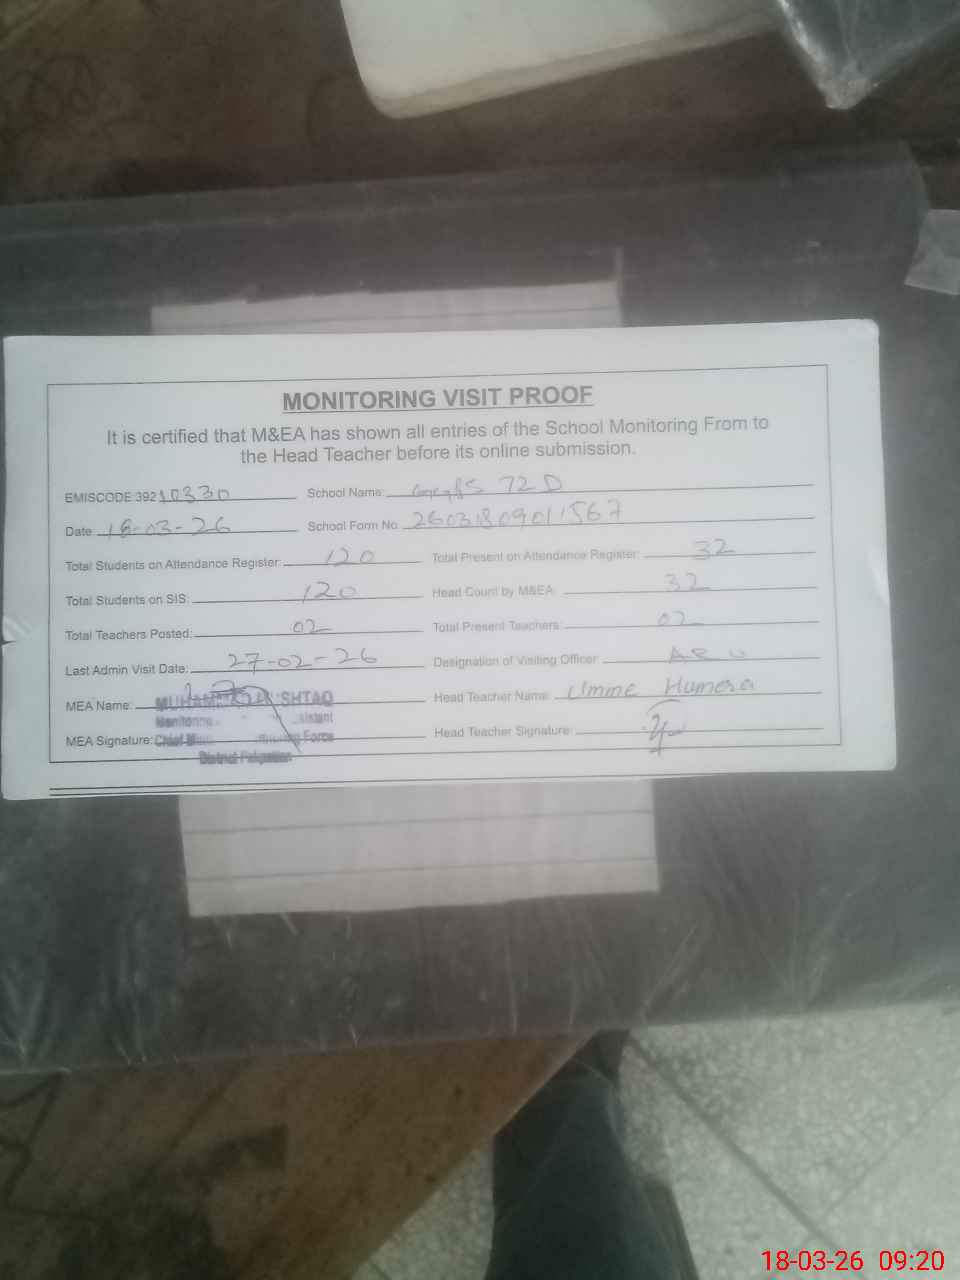 MONITORING VISIT PROOF
It is certified that M&EA has shown all entries of the School Monitoring From to
the Head Teacher before its online submission.
EMISCODE 39210330 School Name: 72 D
Date: 18-03-26 School Form No. 26031809011567
Total Students on Attendance Register: 120 Total Present on Attendance Register: 32
Total Students on SIS: 120 Head Count by M&EA: 32
Total Teachers Posted: 02 Total Present Teachers: 02
Last Admin Visit Date: 27-02-26 Designation of Visiting Officer:
MEA Name: Head Teacher Name: Umme Humera
MEA Signature: Head Teacher Signature:
18-03-26 09:20